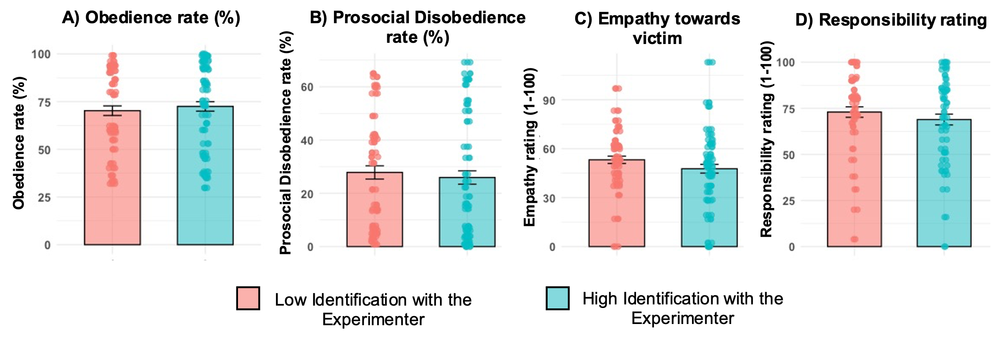 A) Obedience rate (%)
Obedience rate (%)
100
75
50
25
0
B) Prosocial Disobedience
rate (%)
Prosocial Disobedience rate (%)
60
40
20
0
C) Empathy towards
victim
Empathy rating (1-100)
90
60
30
0
D) Responsibility rating
Responsibility rating (1-100)
100
75
50
25
0
Low Identification with the
Experimenter
High Identification with the
Experimenter